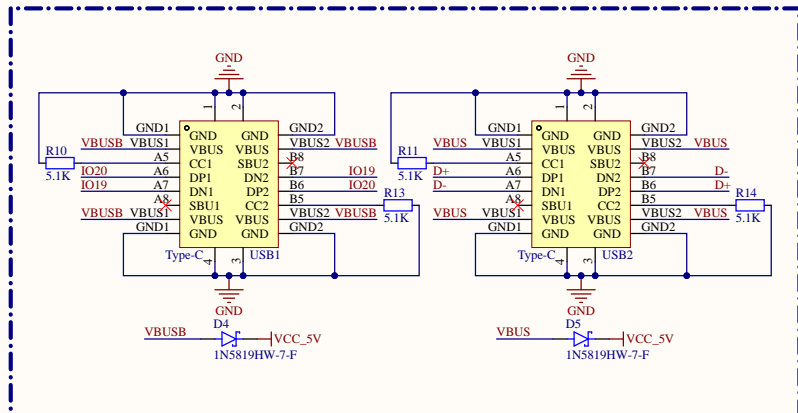 GND GND
1 2 1 2
GND1 GND GND GND2 GND1 GND GND GND2
VBUSB VBUS1 VBUS VBUS VBUS2 VBUSB VBUS VBUS1 VBUS VBUS VBUS2 VBUS
R10 A5 CC1 SBU2 B8 R11 A5 CC1 SBU2 B8
5.1K IO20 A6 DP1 DN2 B7 IO19 5.1K D+ A6 DP1 DN2 B7 D-
IO19 A7 DN1 DP2 B6 IO20 D- A7 DN1 DP2 B6 D+
A8 SBU1 CC2 B5 R13 A8 SBU1 CC2 B5 R14
VBUSB VBUS1 VBUS VBUS VBUS2 VBUSB 5.1K VBUS VBUS1 VBUS VBUS VBUS2 VBUS 5.1K
GND1 GND GND GND2 GND1 GND GND GND2
Type-C 4 3 USB1 Type-C 4 3 USB2
GND GND
D4 D5
VBUSB VCC_5V VBUS VCC_5V
1N5819HW-7-F 1N5819HW-7-F